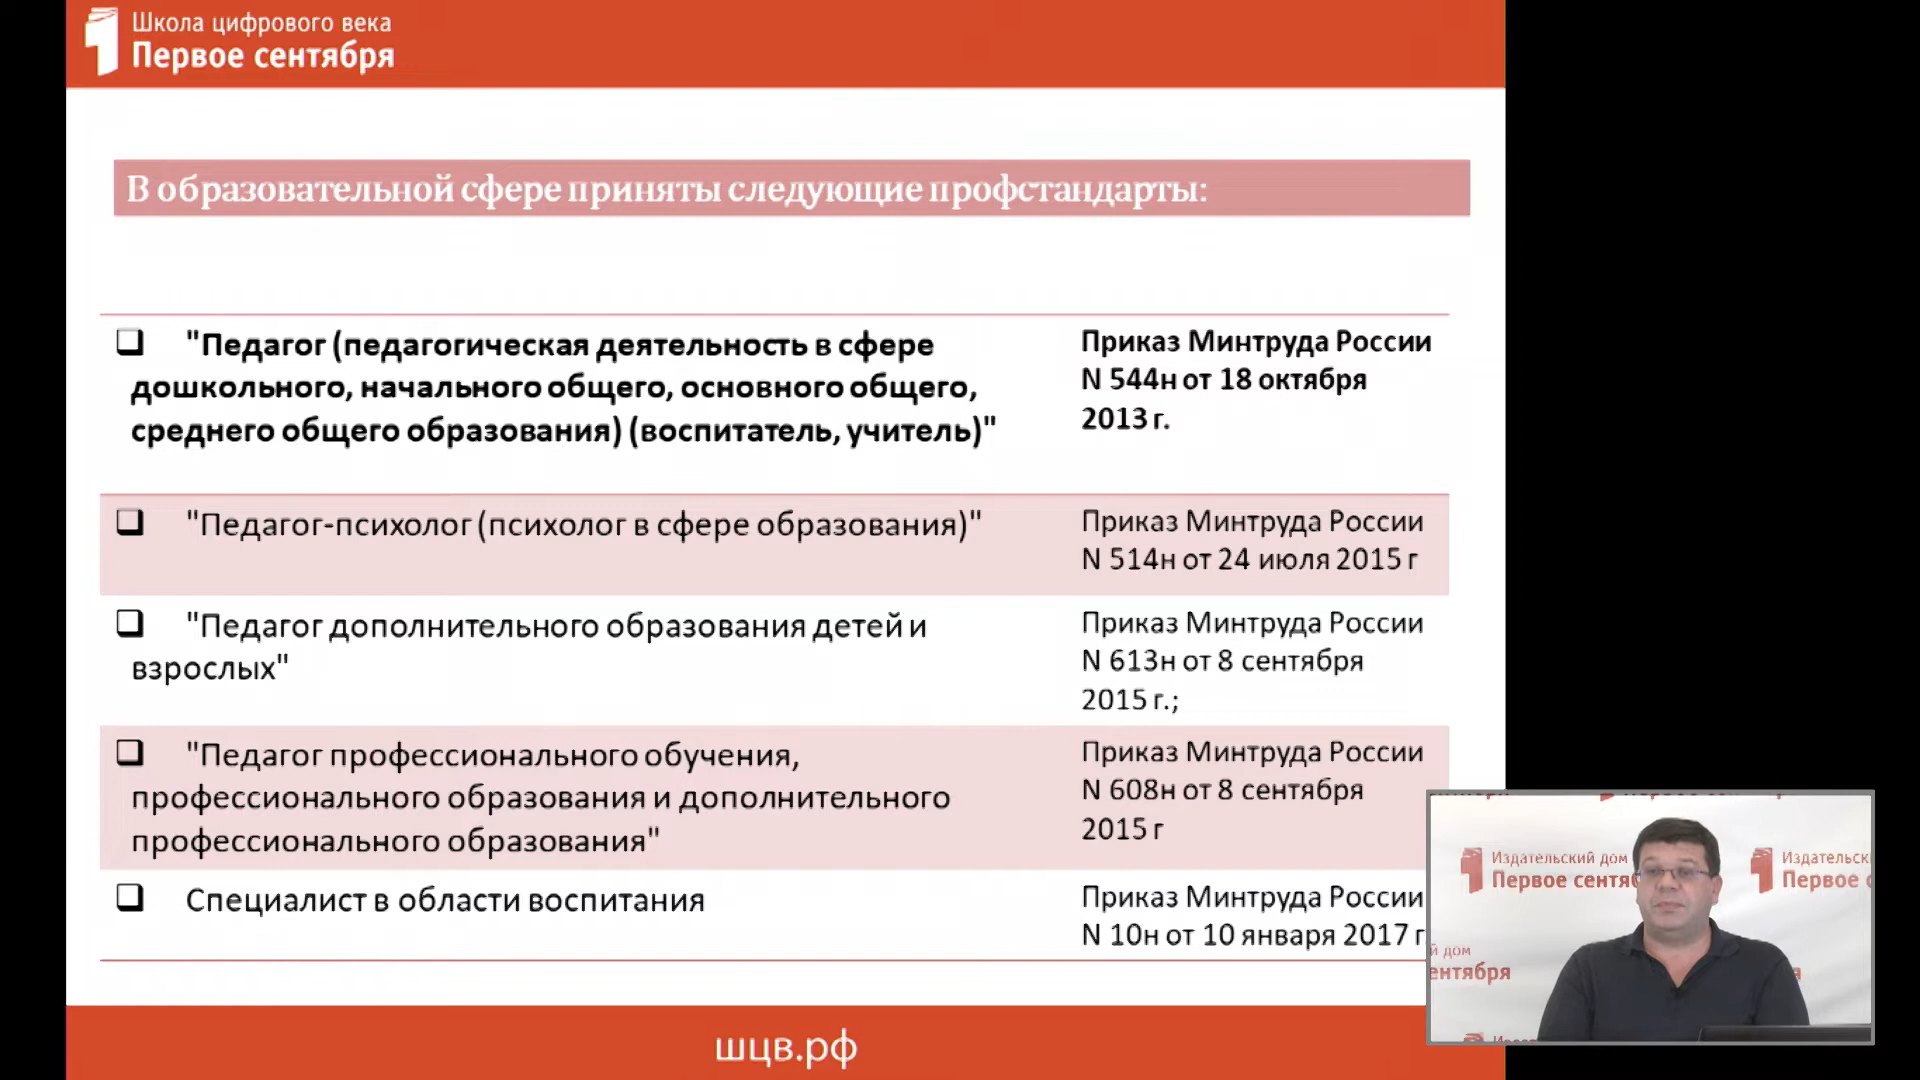 Школа цифрового века
Первое сентября
В образовательной сфере приняты следующие профстандарты:
"Педагог (педагогическая деятельность в сфере
дошкольного, начального общего, основного общего,
среднего общего образования) (воспитатель, учитель)"
Приказ Минтруда России
N 544н от 18 октября
2013 г.
"Педагог-психолог (психолог в сфере образования)"
Приказ Минтруда России
N 514н от 24 июля 2015 г
"Педагог дополнительного образования детей и
взрослых"
Приказ Минтруда России
N 613н от 8 сентября
2015 г.;
"Педагог профессионального обучения,
профессионального образования и дополнительного
профессионального образования"
Приказ Минтруда России
N 608н от 8 сентября
2015 г
Специалист в области воспитания
Приказ Минтруда России
N 10н от 10 января 2017 г
шцв.рф
Издательский дом
Первое
Первое
дом